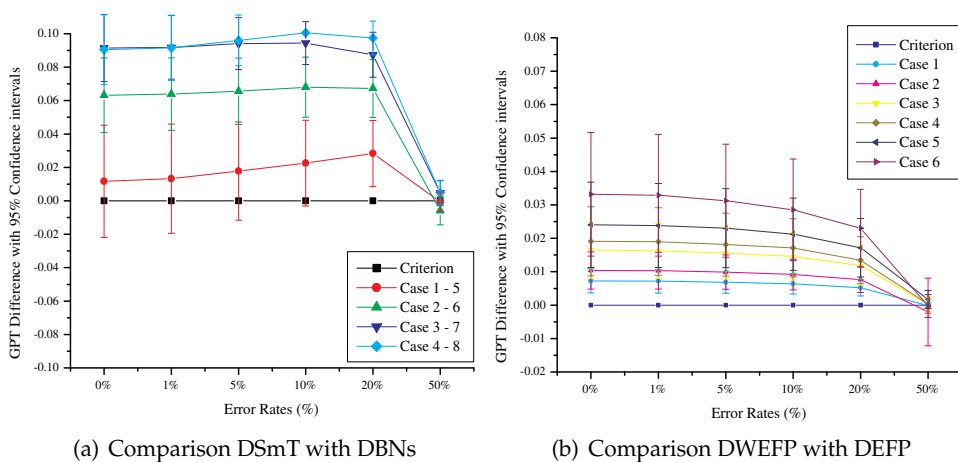 GPT Difference with 95% Confidence intervals
0.10
0.08
0.06
0.04
0.02
0.00
-0.02
-0.04
-0.06
-0.08
-0.10
Criterion
Case 1 - 5
Case 2 - 6
Case 3 - 7
Case 4 - 8
0% 1% 5% 10% 20% 50%
Error Rates (%)
(a) Comparison DSmT with DBNs
GPT Difference with 95% Confidence intervals
0.08
0.07
0.06
0.05
0.04
0.03
0.02
0.01
0.00
-0.01
-0.02
Criterion
Case 1
Case 2
Case 3
Case 4
Case 5
Case 6
0% 1% 5% 10% 20% 50%
Error Rates (%)
(b) Comparison DWEFP with DEFP